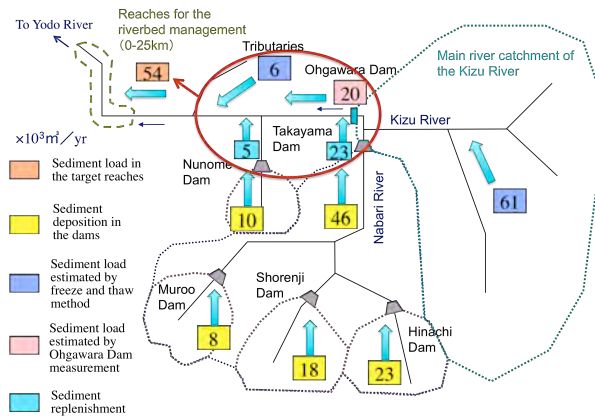 Reaches for the
riverbed management
(0-25km)
To Yodo River
Tributaries
Main river catchment of
the Kizu River
54
6
Ohgawara Dam
20
Kizu River
×10³㎥/yr
Sediment load in
the target reaches
Takayama
Dam
5
23
Nunome
Dam
Nabari River
Sediment
deposition in
the dams
10
46
61
Sediment load
estimated by
freeze and thaw
method
Muroo
Dam
Shorenji
Dam
Hinachi
Dam
Sediment load
estimated by
Ohgawara Dam
measurement
8
18
23
Sediment
replenishment